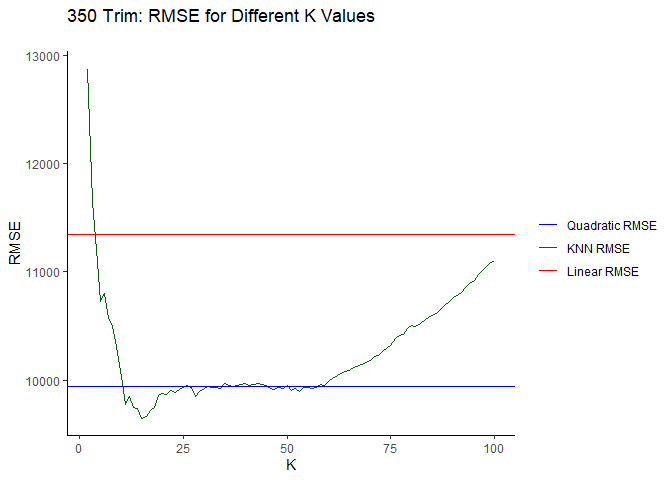 350 Trim: RMSE for Different K Values
13000
12000
11000
10000
RMSE
0
25
50
75
100
K
Quadratic RMSE
KNN RMSE
Linear RMSE